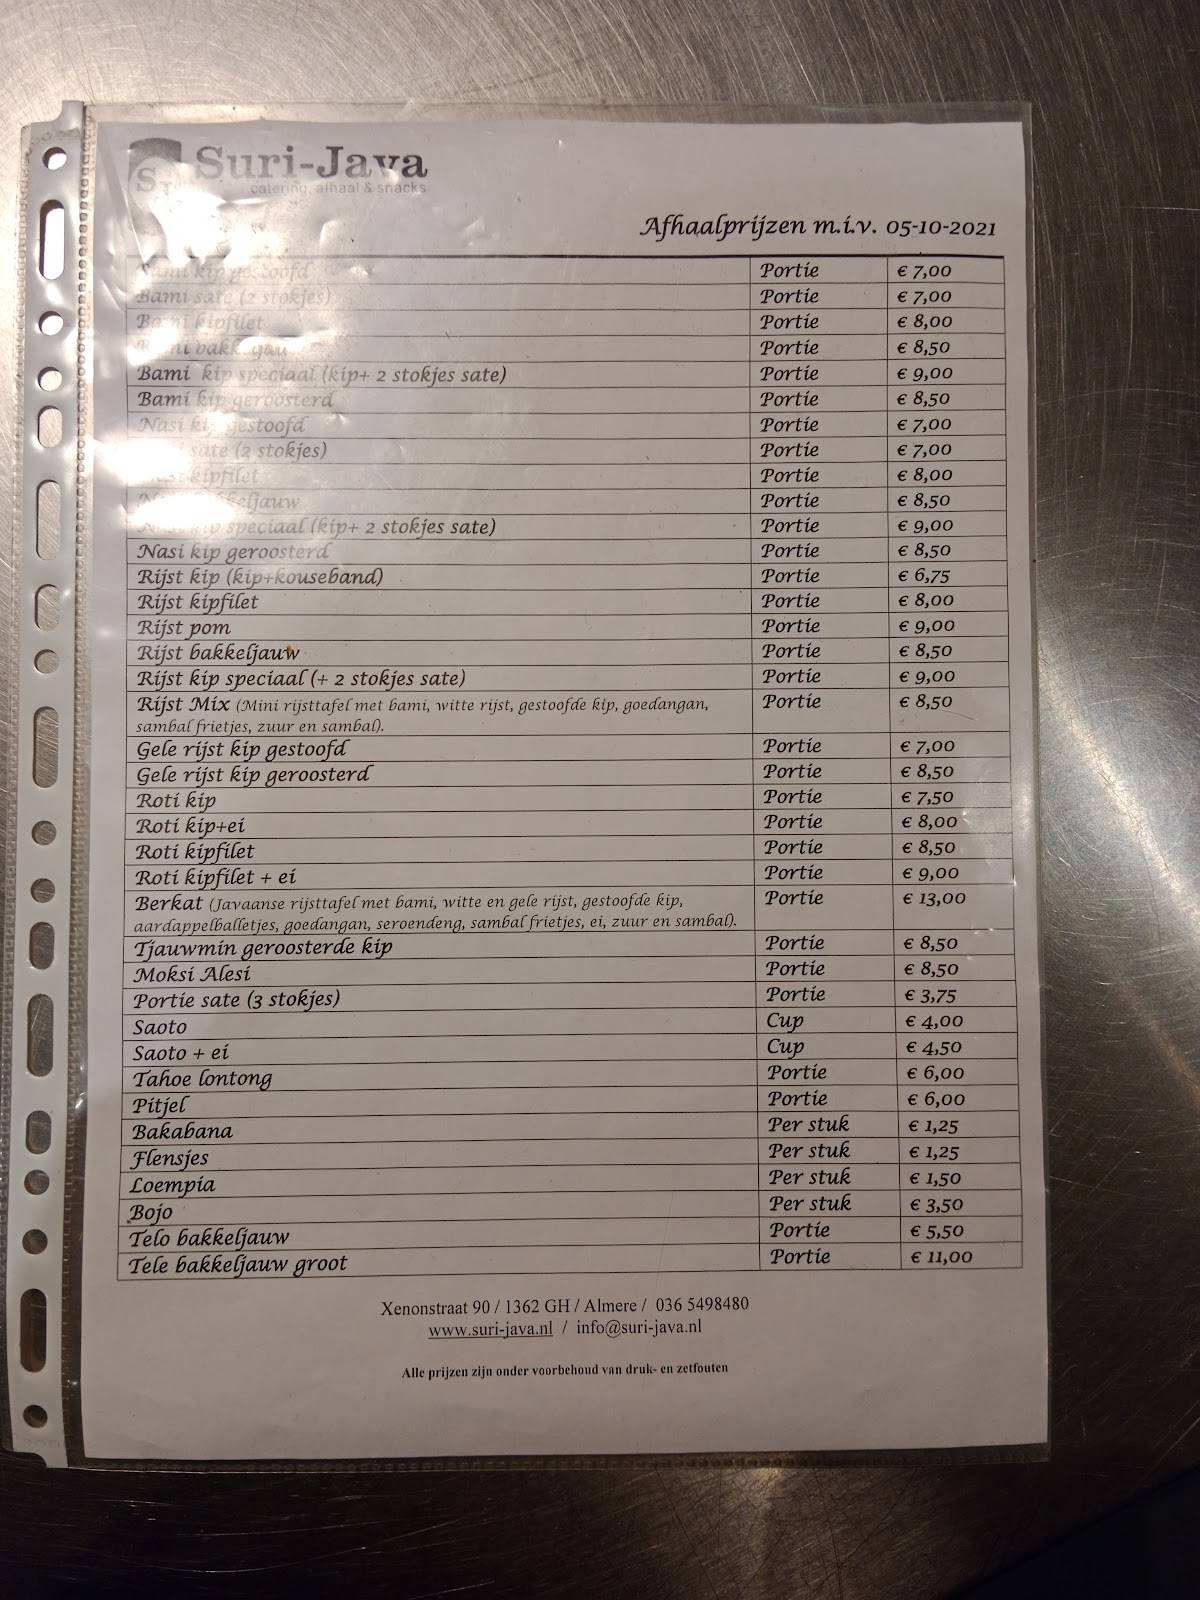 Suri-Java
catering, afhaal & snacks
Afhaalprijzen m.i.v. 05-10-2021
Bami kip gestoofd Portie € 7,00
Bami sate (2 stokjes) Portie € 7,00
Bami kipfilet Portie € 8,00
Bami bakkeljauw Portie € 8,50
Bami kip speciaal (kip+ 2 stokjes sate) Portie € 9,00
Bami kip geroosterd Portie € 8,50
Nasi kip gestoofd Portie € 7,00
Nasi sate (2 stokjes) Portie € 7,00
Nasi kipfilet Portie € 8,00
Nasi bakkeljauw Portie € 8,50
Nasi kip speciaal (kip+ 2 stokjes sate) Portie € 9,00
Nasi kip geroosterd Portie € 8,50
Rijst kip (kip+kouseband) Portie € 6,75
Rijst kipfilet Portie € 8,00
Rijst pom Portie € 9,00
Rijst bakkeljauw Portie € 8,50
Rijst kip speciaal (+ 2 stokjes sate) Portie € 9,00
Rijst Mix (Mini rijsttafel met bami, witte rijst, gestoofde kip, goedangan, Portie € 8,50
sambal frietjes, zuur en sambal).
Gele rijst kip gestoofd Portie € 7,00
Gele rijst kip geroosterd Portie € 8,50
Roti kip Portie € 7,50
Roti kip+ei Portie € 8,00
Roti kipfilet Portie € 8,50
Roti kipfilet + ei Portie € 9,00
Berkat (Javaanse rijsttafel met bami, witte en gele rijst, gestoofde kip, Portie € 13,00
aardappelballetjes, goedangan, seroendeng, sambal frietjes, ei, zuur en sambal).
Tjauwmin geroosterde kip Portie € 8,50
Moksi Alesi Portie € 8,50
Portie sate (3 stokjes) Portie € 3,75
Saoto Cup € 4,00
Saoto + ei Cup € 4,50
Tahoe lontong Portie € 6,00
Pitjel Portie € 6,00
Bakabana Per stuk € 1,25
Flensjes Per stuk € 1,25
Loempia Per stuk € 1,50
Bojo Per stuk € 3,50
Telo bakkeljauw Portie € 5,50
Tele bakkeljauw groot Portie € 11,00
Xenonstraat 90 / 1362 GH / Almere / 036 5498480
www.suri-java.nl / info@suri-java.nl
Alle prijzen zijn onder voorbehoud van druk- en zetfouten